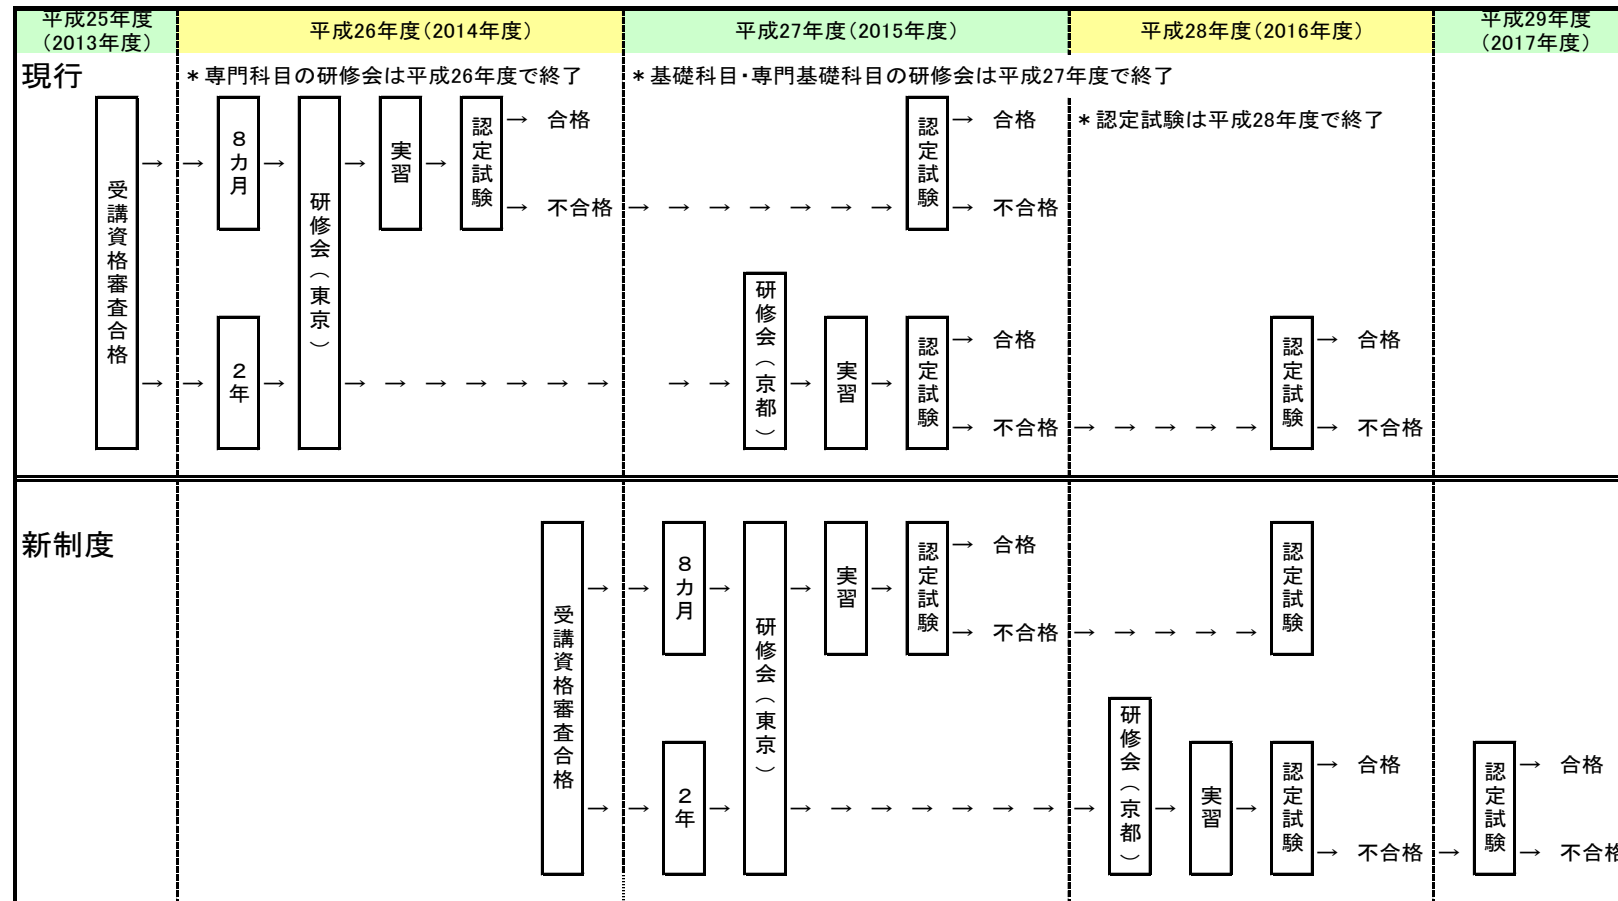 平成25年度
（2013年度）
平成26年度（2014年度）
平成27年度（2015年度）
平成28年度（2016年度）
平成29年度
（2017年度）
現行
＊専門科目の研修会は平成26年度で終了
＊基礎科目・専門基礎科目の研修会は平成27年度で終了
＊認定試験は平成28年度で終了
受講資格審査合格
→ → 8カ月 → 研修会（東京） → 実習 → 認定試験 → 合格
→ 不合格 → → → → → → → 認定試験 → 合格
→ 不合格
→ → 2年 → → → → → → → → → → 研修会（京都） → 実習 → 認定試験 → 合格
→ 不合格 → → → → → 認定試験 → 合格
→ 不合格
新制度
受講資格審査合格
→ → 8カ月 → 研修会（東京） → 実習 → 認定試験 → 合格
→ 不合格 → → → → → 認定試験
→ → 2年 → → → → → → → → → 研修会（京都） → 実習 → 認定試験 → 合格
→ 不合格 → 認定試験 → 合格
→ 不合格